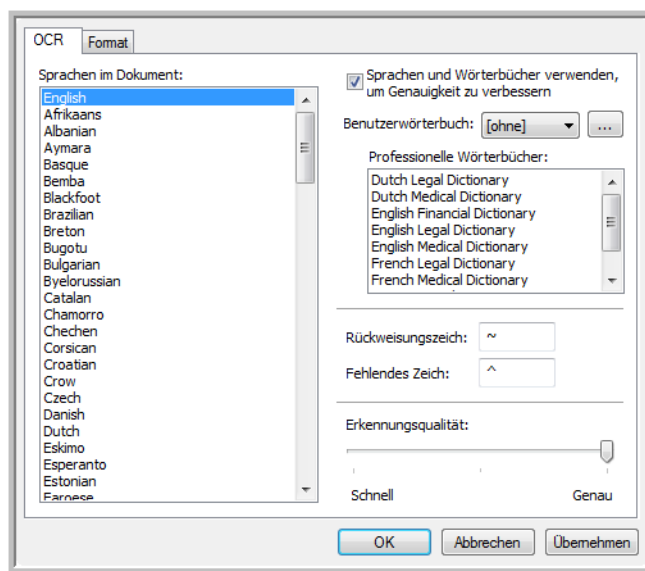 OCR
Format
Sprachen im Dokument:
English
Afrikaans
Albanian
Aymara
Basque
Bemba
Blackfoot
Brazilian
Breton
Bugotu
Bulgarian
Byelorussian
Catalan
Chamorro
Chechen
Corsican
Croatian
Crow
Czech
Danish
Dutch
Eskimo
Esperanto
Estonian
Faroese
Sprachen und Wörterbücher verwenden,
um Genauigkeit zu verbessern
Benutzerwörterbuch: [ohne] ...
Professionelle Wörterbücher:
Dutch Legal Dictionary
Dutch Medical Dictionary
English Financial Dictionary
English Legal Dictionary
English Medical Dictionary
French Legal Dictionary
French Medical Dictionary
Rückweisungszeich: ~
Fehlendes Zeich: ^
Erkennungsqualität:
Schnell Genau
OK Abbrechen Übernehmen